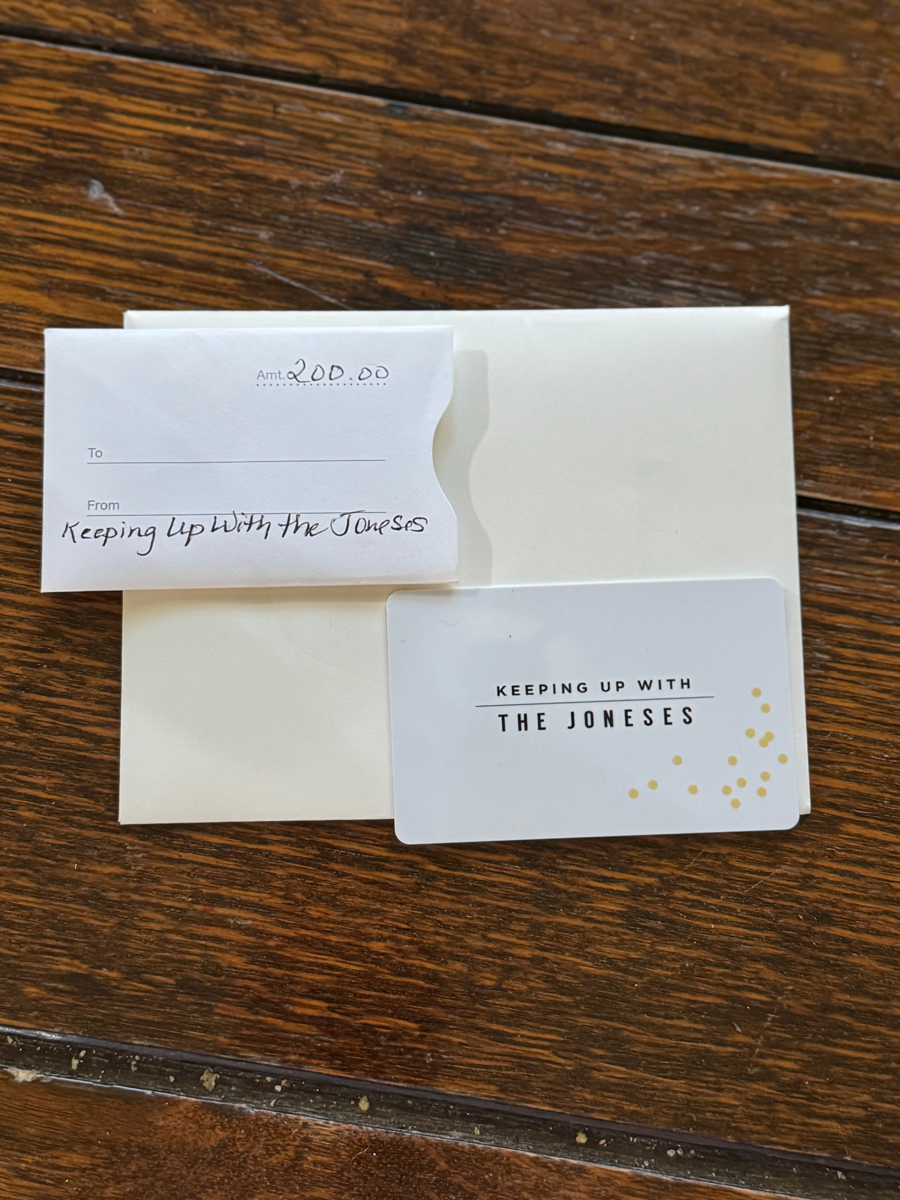 Amt. 200.00
To
From
Keeping Up With the Joneses
KEEPING UP WITH
THE JONESES